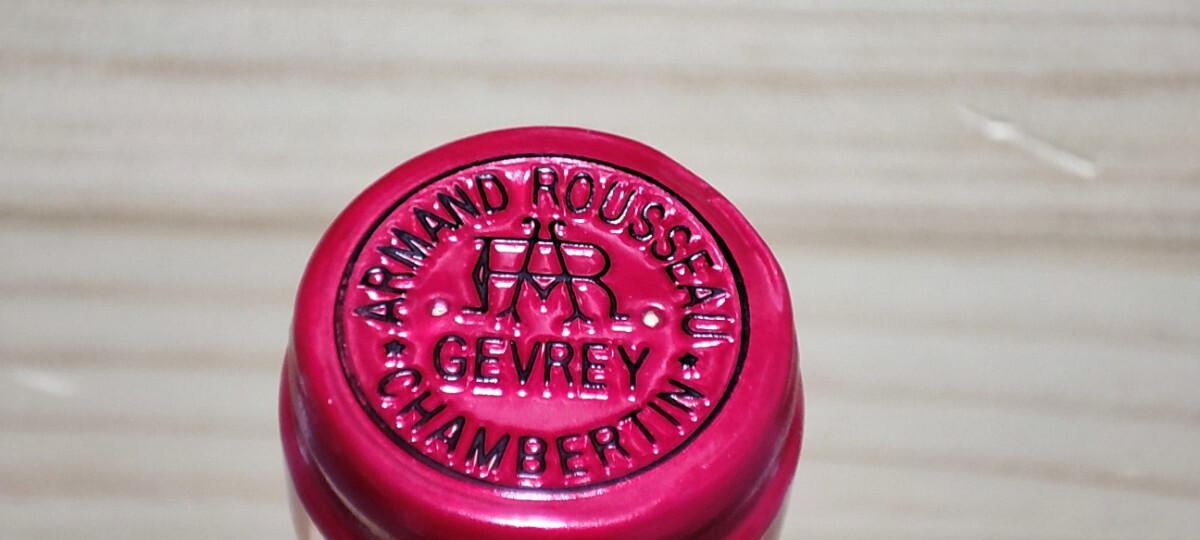 ARMAND ROUSSEAU
AR
GEVREY
★ CHAMBERTIN ★